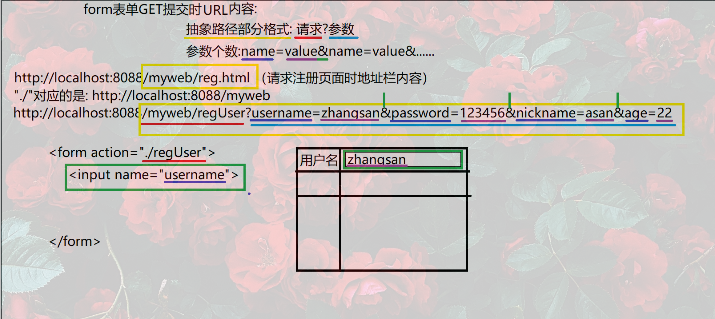 form表单GET提交时URL内容:
抽象路径部分格式: 请求?参数
参数个数:name=value&name=value&......
http://localhost:8088/myweb/reg.html (请求注册页面时地址栏内容)
"./"对应的是: http://localhost:8088/myweb
http://localhost:8088/myweb/regUser?username=zhangsan&password=123456&nickname=asan&age=22
<form action="./regUser">
用户名 zhangsan
<input name="username">
</form>